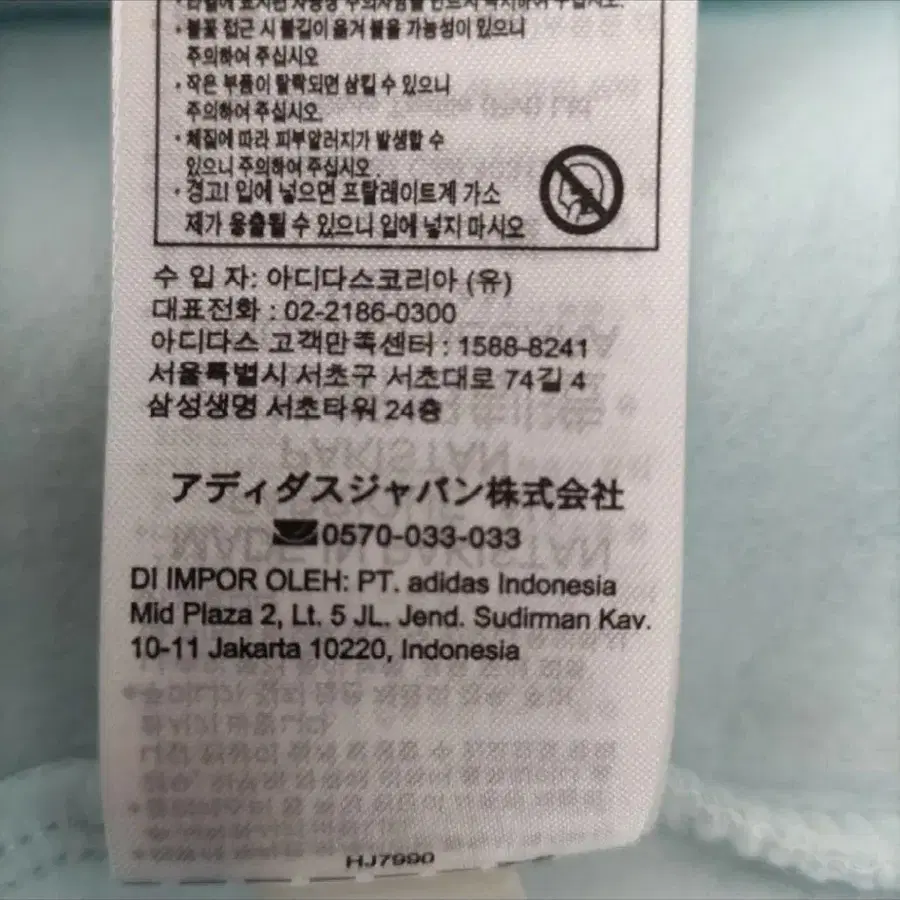 · 불꽃 접근 시 불길이 옮겨 붙을 가능성이 있으니
주의하여 주십시오
· 작은 부품이 탈락되면 삼킬 수 있으니
주의하여 주십시오.
· 체질에 따라 피부알러지가 발생할 수
있으니 주의하여 주십시오.
· 경고! 입에 넣으면 프탈레이트계 가소
제가 용출될 수 있으니 입에 넣지 마시오
수 입 자: 아디다스코리아 (유)
대표전화 : 02-2186-0300
아디다스 고객만족센터 : 1588-8241
서울특별시 서초구 서초대로 74길 4
삼성생명 서초타워 24층
アディダスジャパン株式会社
0570-033-033
DI IMPOR OLEH: PT. adidas Indonesia
Mid Plaza 2, Lt. 5 JL. Jend. Sudirman Kav.
10-11 Jakarta 10220, Indonesia
HJ7990